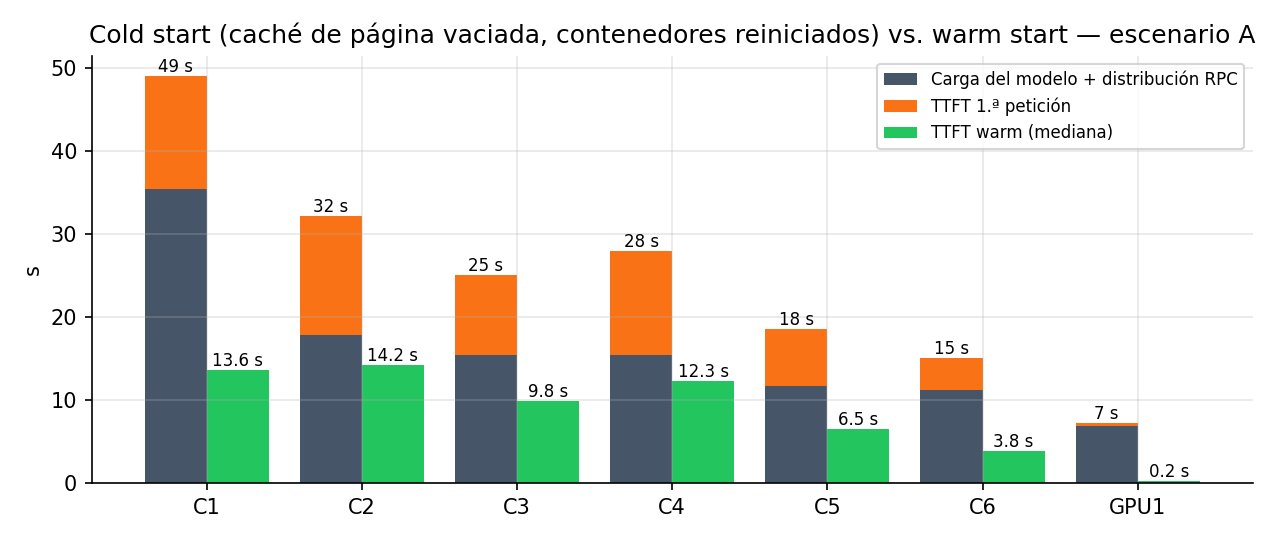 Cold start (caché de página vaciada, contenedores reiniciados) vs. warm start — escenario A
Carga del modelo + distribución RPC
TTFT 1.ª petición
TTFT warm (mediana)
s
50
40
30
20
10
0
49 s
13.6 s
32 s
14.2 s
25 s
9.8 s
28 s
12.3 s
18 s
6.5 s
15 s
3.8 s
7 s
0.2 s
C1
C2
C3
C4
C5
C6
GPU1